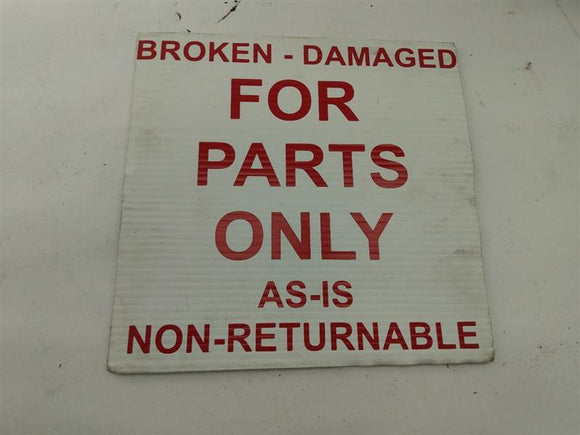 BROKEN - DAMAGED
FOR
PARTS
ONLY
AS-IS
NON-RETURNABLE